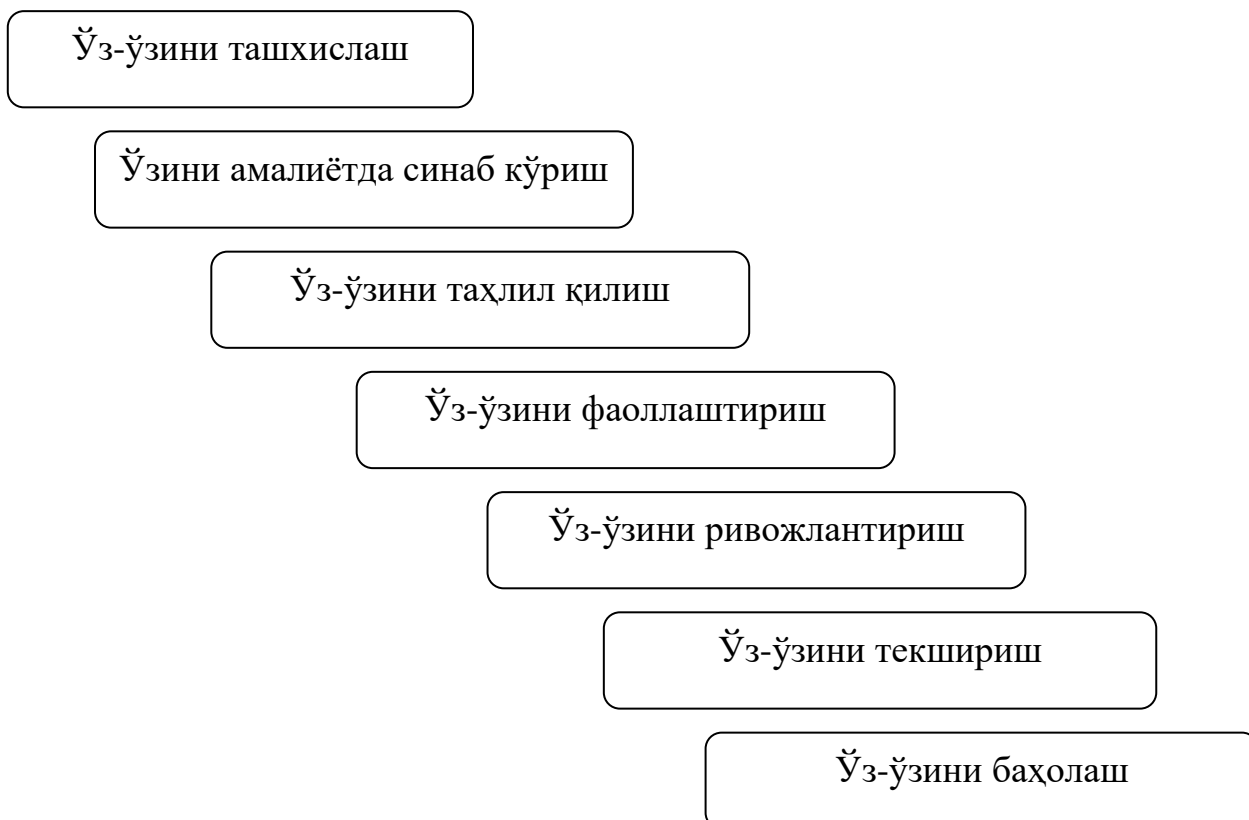 Ўз-ўзини ташхислаш
Ўзини амалиётда синаб кўриш
Ўз-ўзини таҳлил қилиш
Ўз-ўзини фаоллаштириш
Ўз-ўзини ривожлантириш
Ўз-ўзини текшириш
Ўз-ўзини баҳолаш